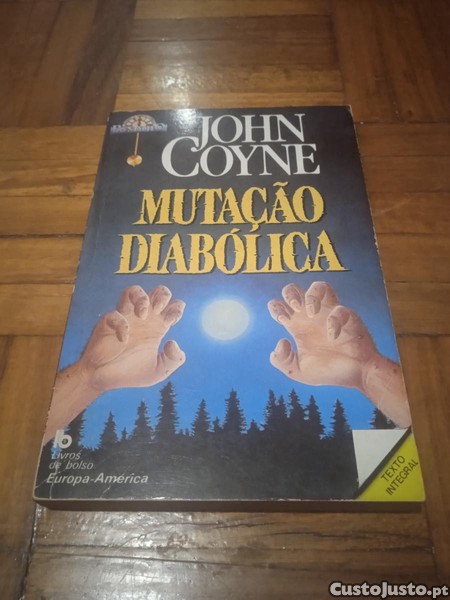 JOHN
COYNE
MUTAÇÃO
DIABÓLICA
Livros
de bolso
Europa-América
TEXTO
INTEGRAL
CustoJusto.pt